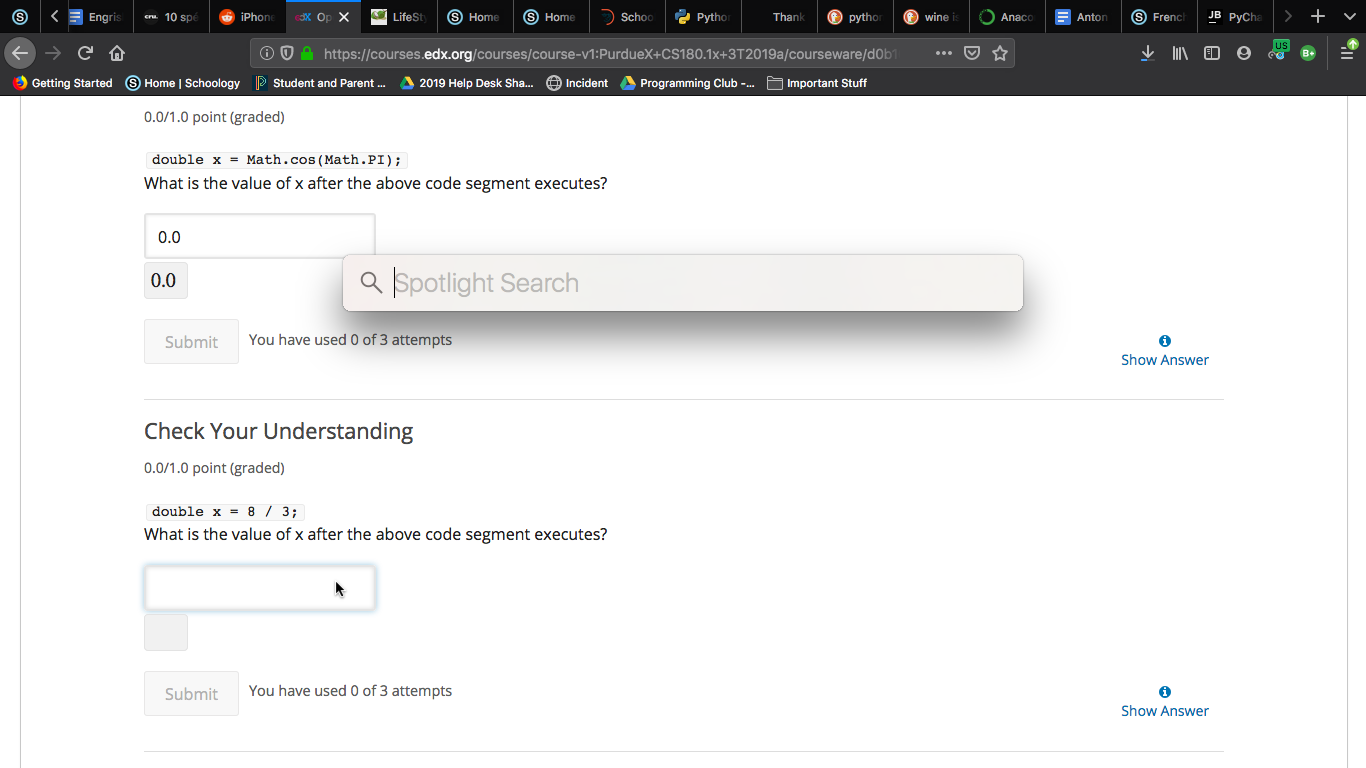 Engris
10 spé
iPhone
edX Op
LifeSty
Home
Home
Schoo
Python
Thank
python
wine is
Anaco
Anton
French
PyCha
https://courses.edx.org/courses/course-v1:PurdueX+CS180.1x+3T2019a/courseware/d0b1
US
B+
Getting Started
Home | Schoology
Student and Parent ...
2019 Help Desk Sha...
Incident
Programming Club -...
Important Stuff
0.0/1.0 point (graded)
double x = Math.cos(Math.PI);
What is the value of x after the above code segment executes?
0.0
0.0
Spotlight Search
Submit
You have used 0 of 3 attempts
Show Answer
Check Your Understanding
0.0/1.0 point (graded)
double x = 8 / 3;
What is the value of x after the above code segment executes?
Submit
You have used 0 of 3 attempts
Show Answer